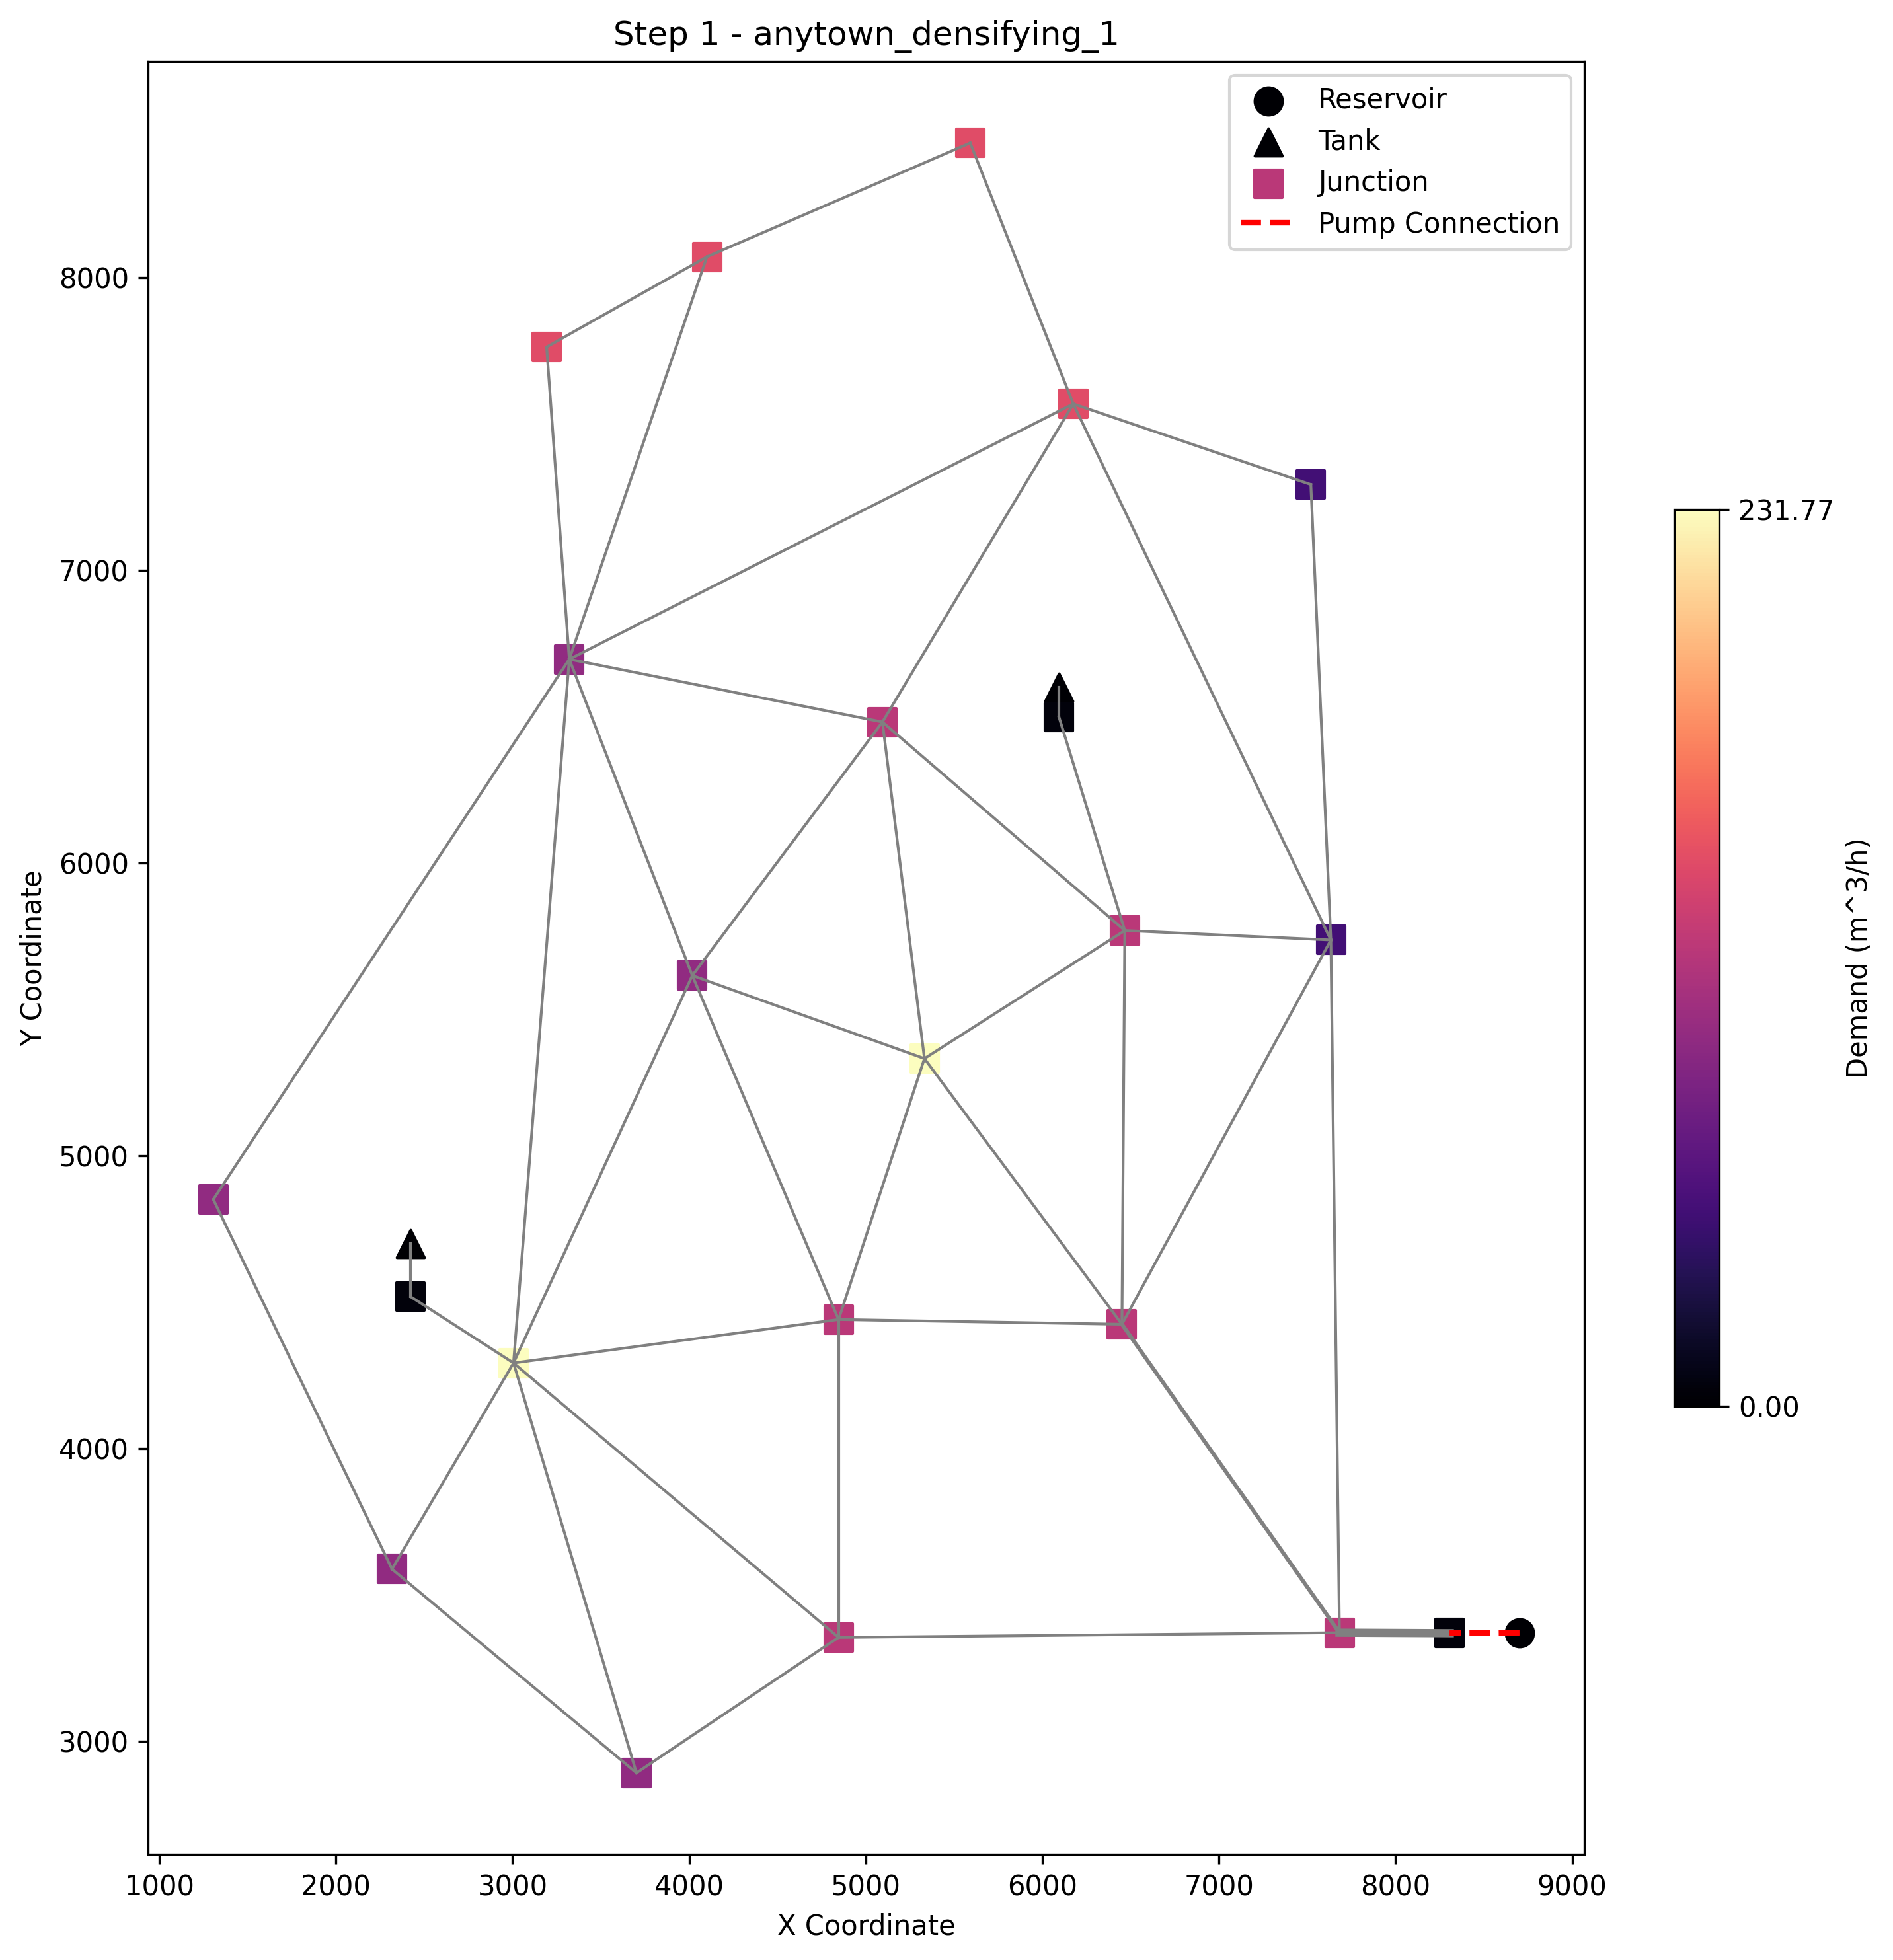 Step 1 - anytown_densifying_1
Reservoir
Tank
Junction
Pump Connection
8000
7000
6000
5000
4000
3000
Y Coordinate
1000
2000
3000
4000
5000
6000
7000
8000
9000
X Coordinate
231.77
0.00
Demand (m^3/h)